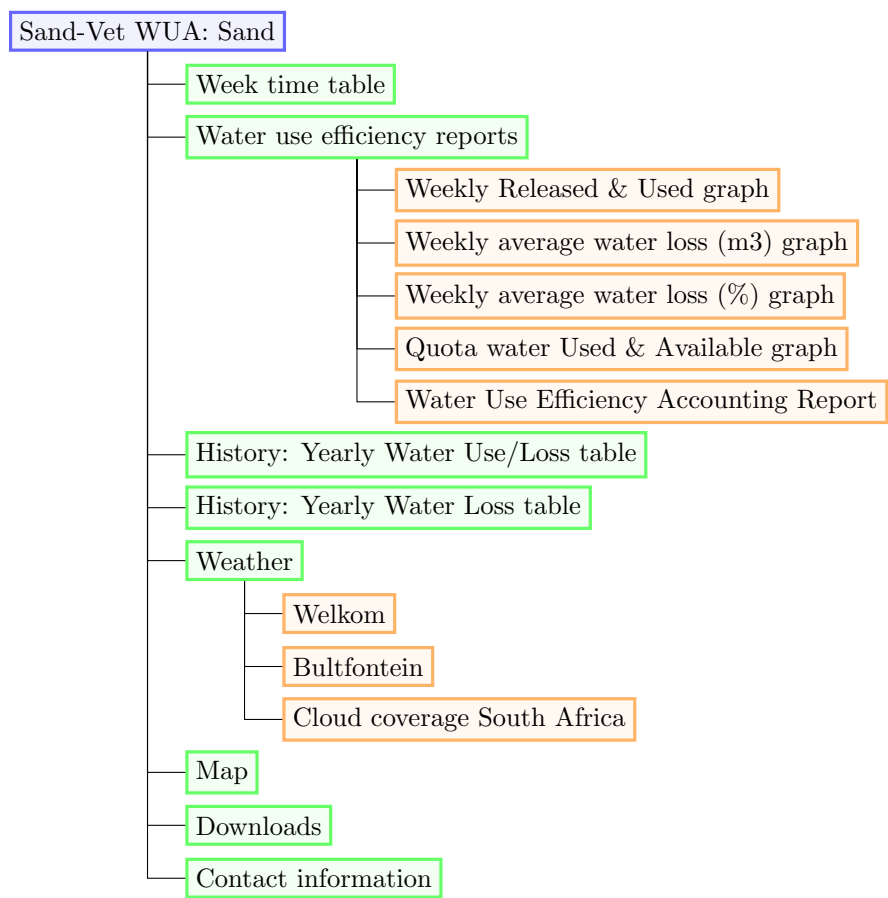 Sand-Vet WUA: Sand
Week time table
Water use efficiency reports
Weekly Released & Used graph
Weekly average water loss (m3) graph
Weekly average water loss (%) graph
Quota water Used & Available graph
Water Use Efficiency Accounting Report
History: Yearly Water Use/Loss table
History: Yearly Water Loss table
Weather
Welkom
Bultfontein
Cloud coverage South Africa
Map
Downloads
Contact information